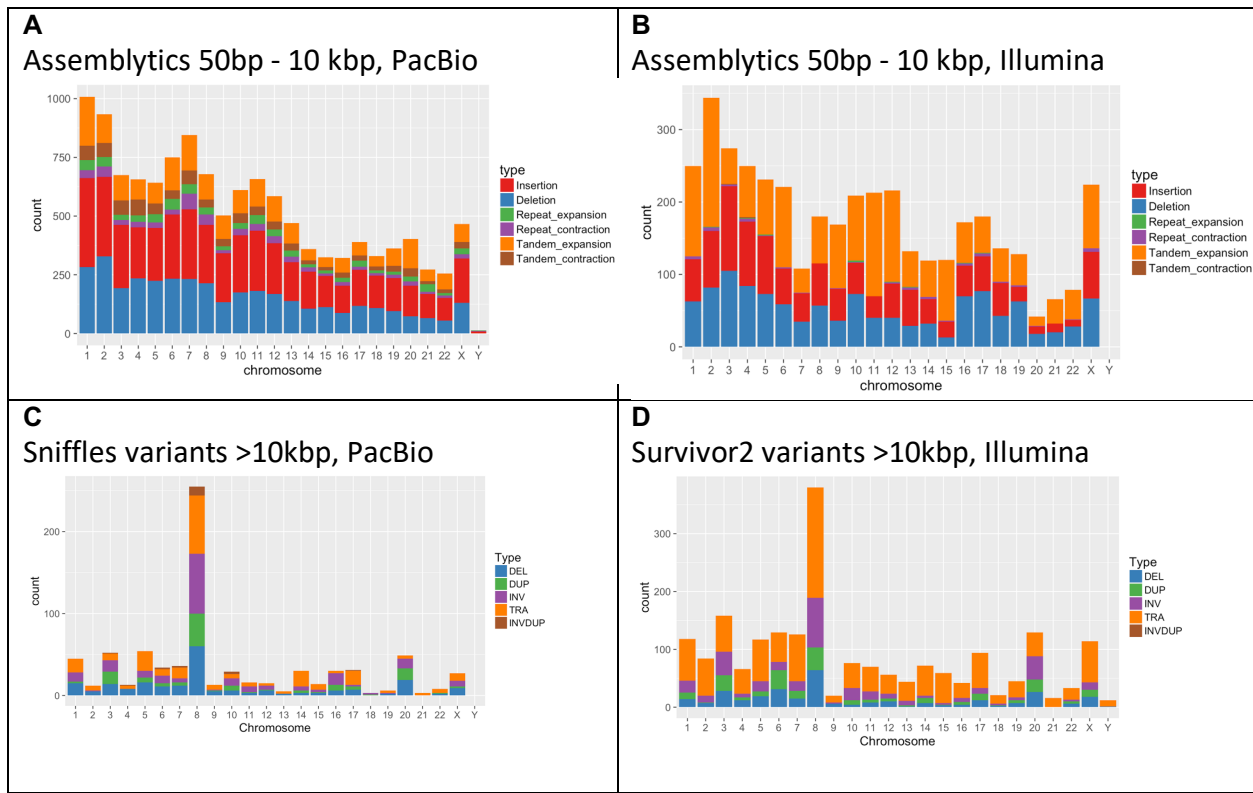 A
Assemblytics 50bp - 10 kbp, PacBio
1000
750
500
250
0
count
1 2 3 4 5 6 7 8 9 10 11 12 13 14 15 16 17 18 19 20 21 22 X Y
chromosome
type
Insertion
Deletion
Repeat_expansion
Repeat_contraction
Tandem_expansion
Tandem_contraction
B
Assemblytics 50bp - 10 kbp, Illumina
300
200
100
0
count
1 2 3 4 5 6 7 8 9 10 11 12 13 14 15 16 17 18 19 20 21 22 X Y
chromosome
type
Insertion
Deletion
Repeat_expansion
Repeat_contraction
Tandem_expansion
Tandem_contraction
C
Sniffles variants >10kbp, PacBio
200
100
0
count
1 2 3 4 5 6 7 8 9 10 11 12 13 14 15 16 17 18 19 20 21 22 X Y
Chromosome
Type
DEL
DUP
INV
TRA
INVDUP
D
Survivor2 variants >10kbp, Illumina
300
200
100
0
count
1 2 3 4 5 6 7 8 9 10 11 12 13 14 15 16 17 18 19 20 21 22 X Y
Chromosome
Type
DEL
DUP
INV
TRA
INVDUP